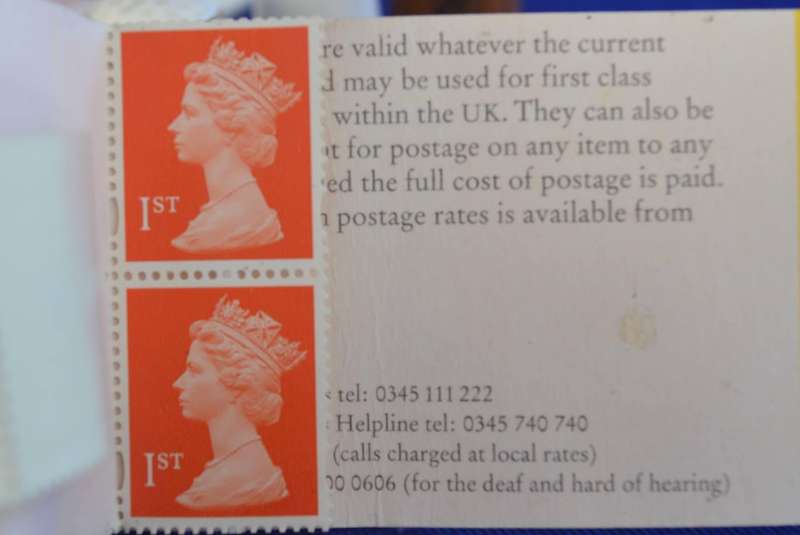 valid whatever the current
may be used for first class
within the UK. They can also be
for postage on any item to any
the full cost of postage is paid.
postage rates is available from
1ST
1ST
tel: 0345 111 222
Helpline tel: 0345 740 740
(calls charged at local rates)
0606 (for the deaf and hard of hearing)